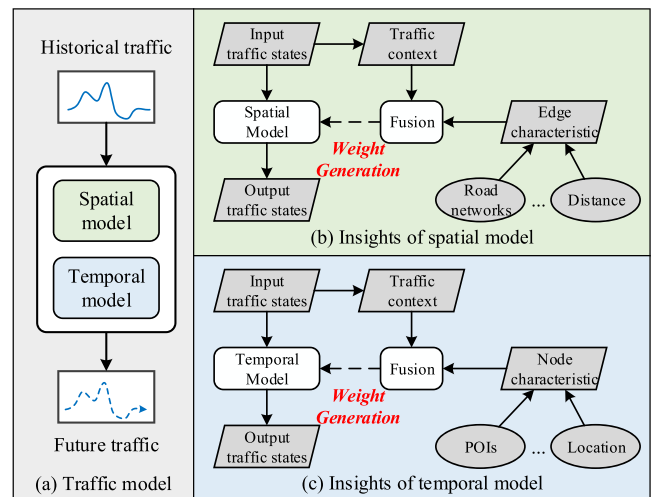 Historical traffic
Spatial
model
Temporal
model
Future traffic
(a) Traffic model
Input
traffic states
Traffic
context
Spatial
Model
Fusion
Edge
characteristic
Weight
Generation
Output
traffic states
Road
networks
...
Distance
(b) Insights of spatial model
Input
traffic states
Traffic
context
Temporal
Model
Fusion
Node
characteristic
Weight
Generation
Output
traffic states
POIs
...
Location
(c) Insights of temporal model